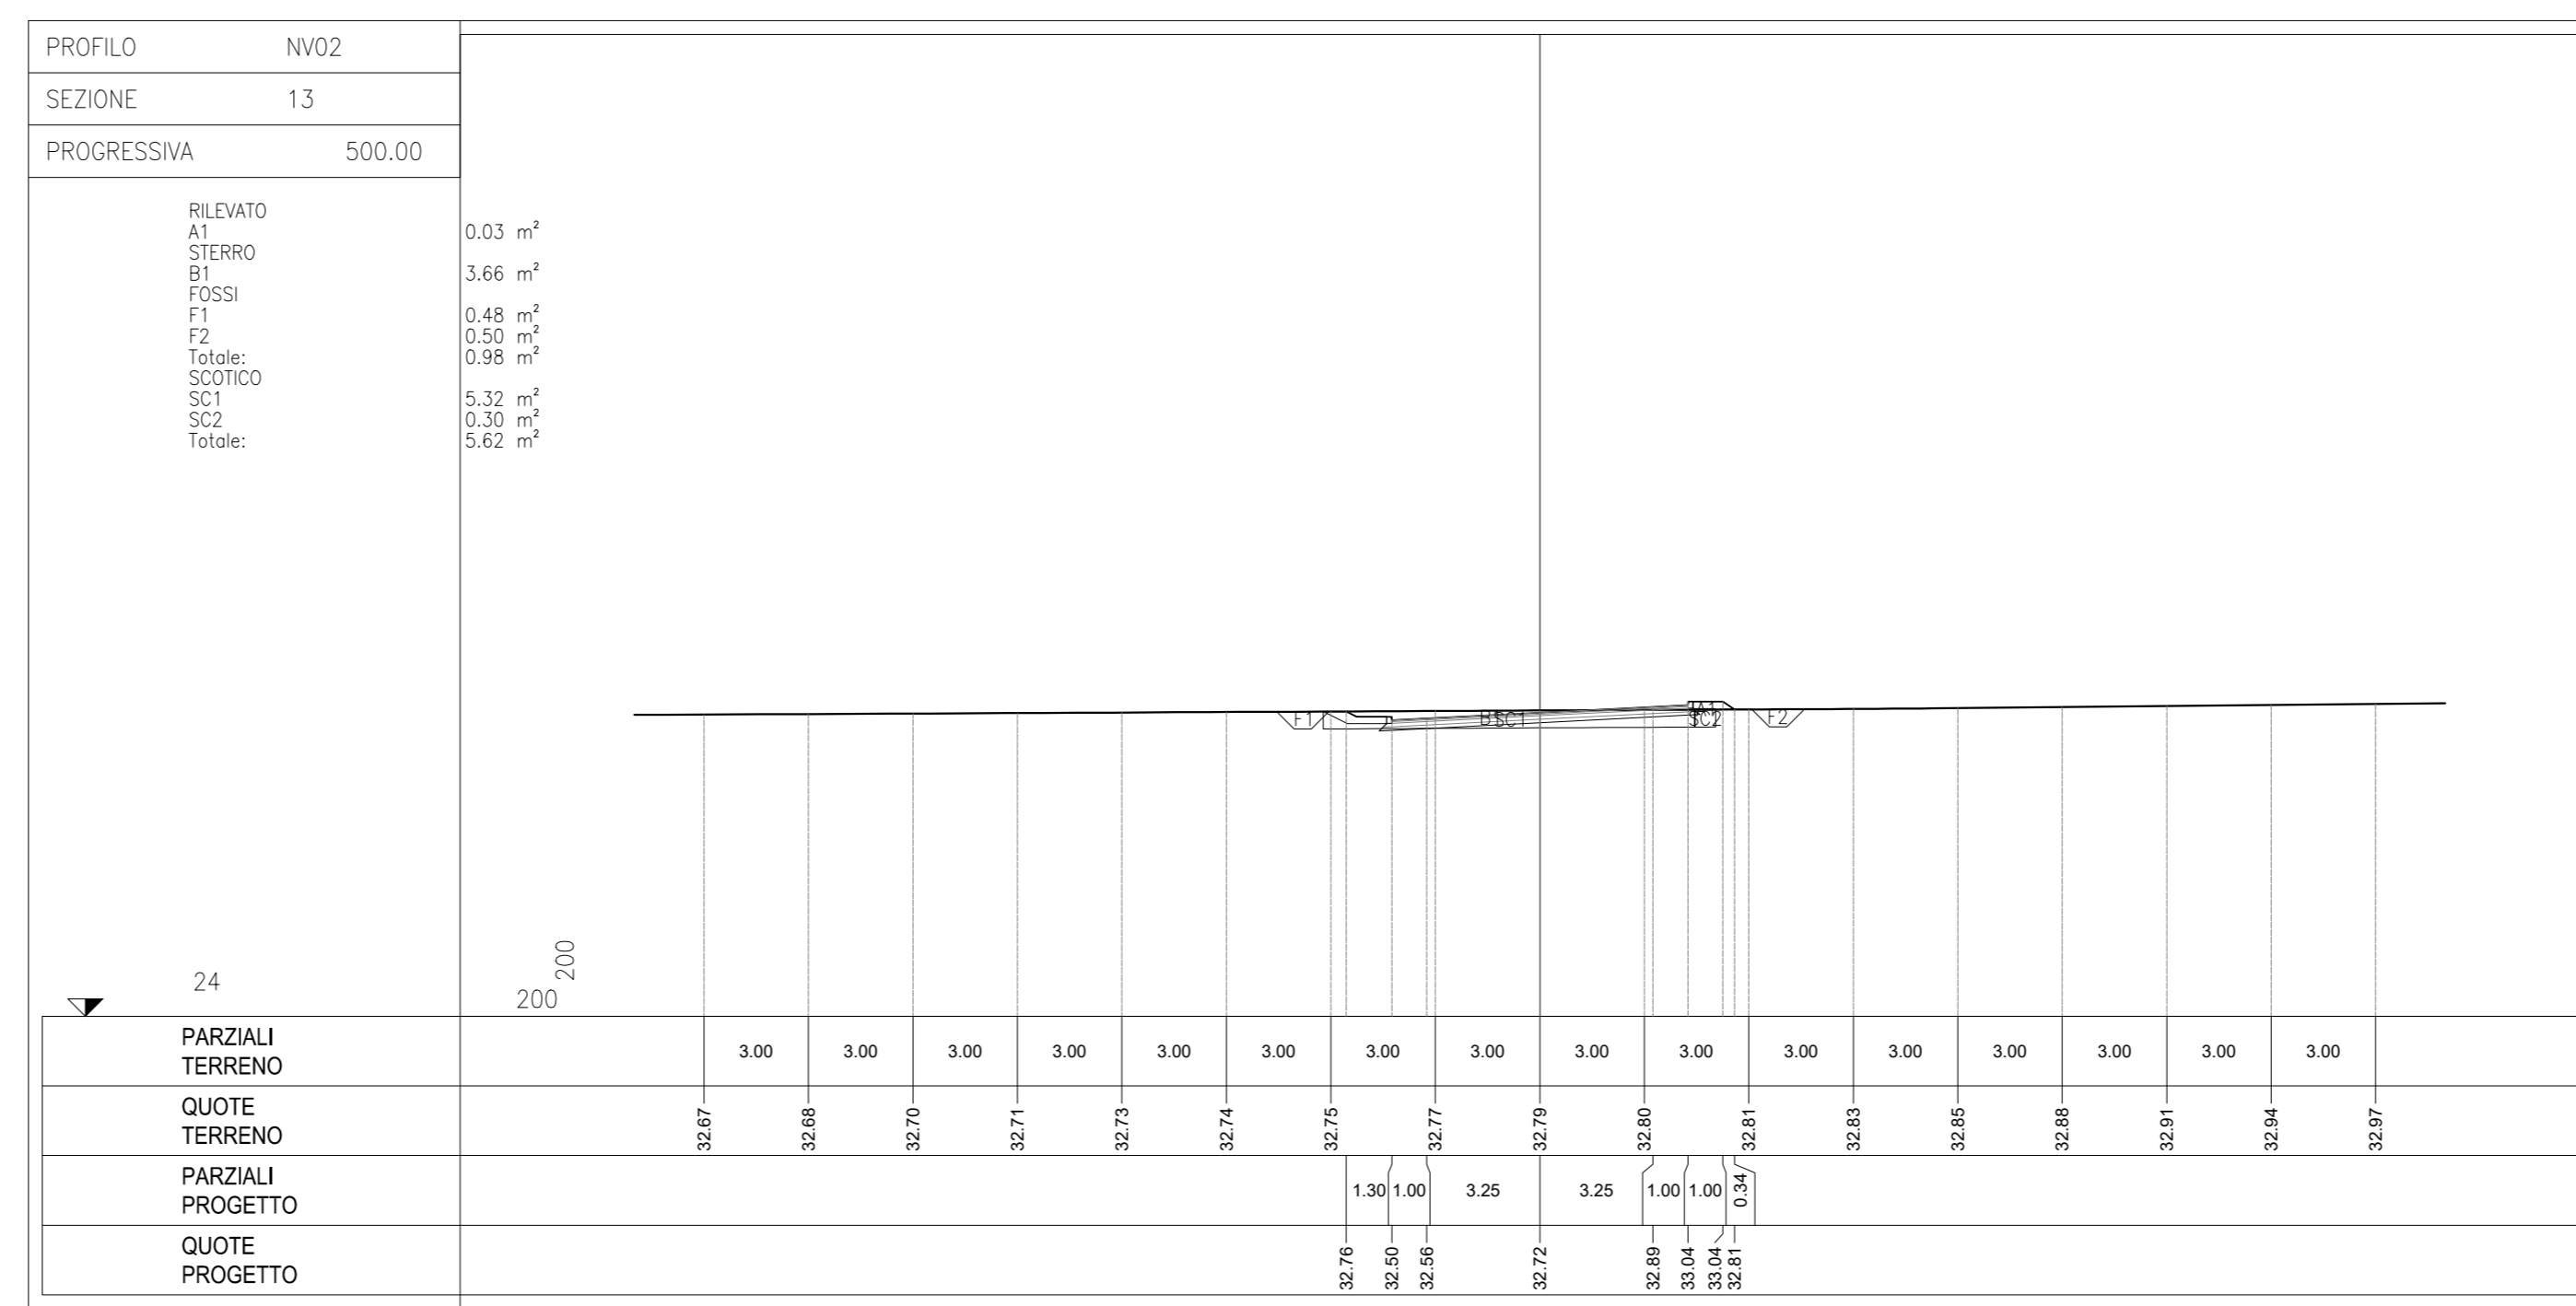 PROFILO NV02
SEZIONE 13
PROGRESSIVA 500.00
RILEVATO
A1 0.03 m²
STERRO
B1 3.66 m²
FOSSI
F1 0.48 m²
F2 0.50 m²
Totale: 0.98 m²
SCOTICO
SC1 5.32 m²
SC2 0.30 m²
Totale: 5.62 m²
F1 B1 SC1 A1 SC2 F2
24
200
200
PARZIALI TERRENO 3.00 3.00 3.00 3.00 3.00 3.00 3.00 3.00 3.00 3.00 3.00 3.00 3.00 3.00 3.00 3.00
QUOTE TERRENO 32.67 32.68 32.70 32.71 32.73 32.74 32.75 32.77 32.79 32.80 32.81 32.83 32.85 32.88 32.91 32.94 32.97
PARZIALI PROGETTO 1.30 1.00 3.25 3.25 1.00 1.00 0.34
QUOTE PROGETTO 32.76 32.50 32.56 32.72 32.89 33.04 33.04 32.81